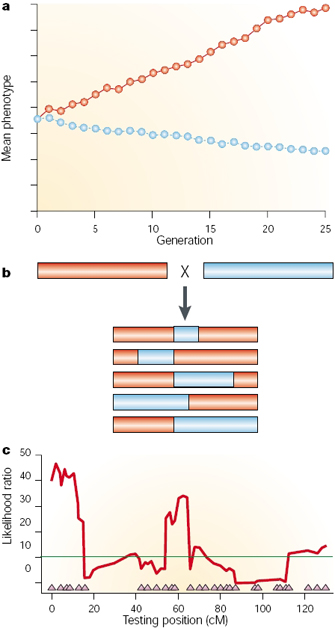 a
Mean phenotype
0 5 10 15 20 25
Generation
b
X
c
Likelihood ratio
50
40
30
20
10
0
0 20 40 60 80 100 120
Testing position (cM)